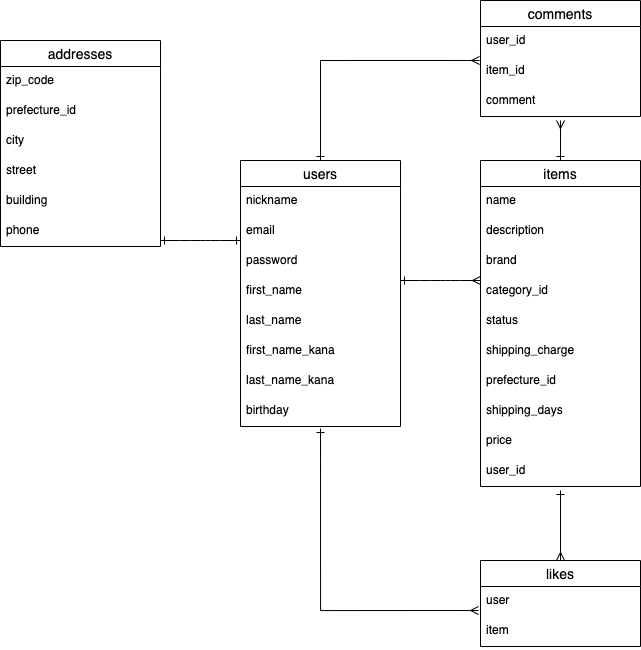 comments
user_id
item_id
comment
addresses
zip_code
prefecture_id
city
street
building
phone
users
nickname
email
password
first_name
last_name
first_name_kana
last_name_kana
birthday
items
name
description
brand
category_id
status
shipping_charge
prefecture_id
shipping_days
price
user_id
likes
user
item